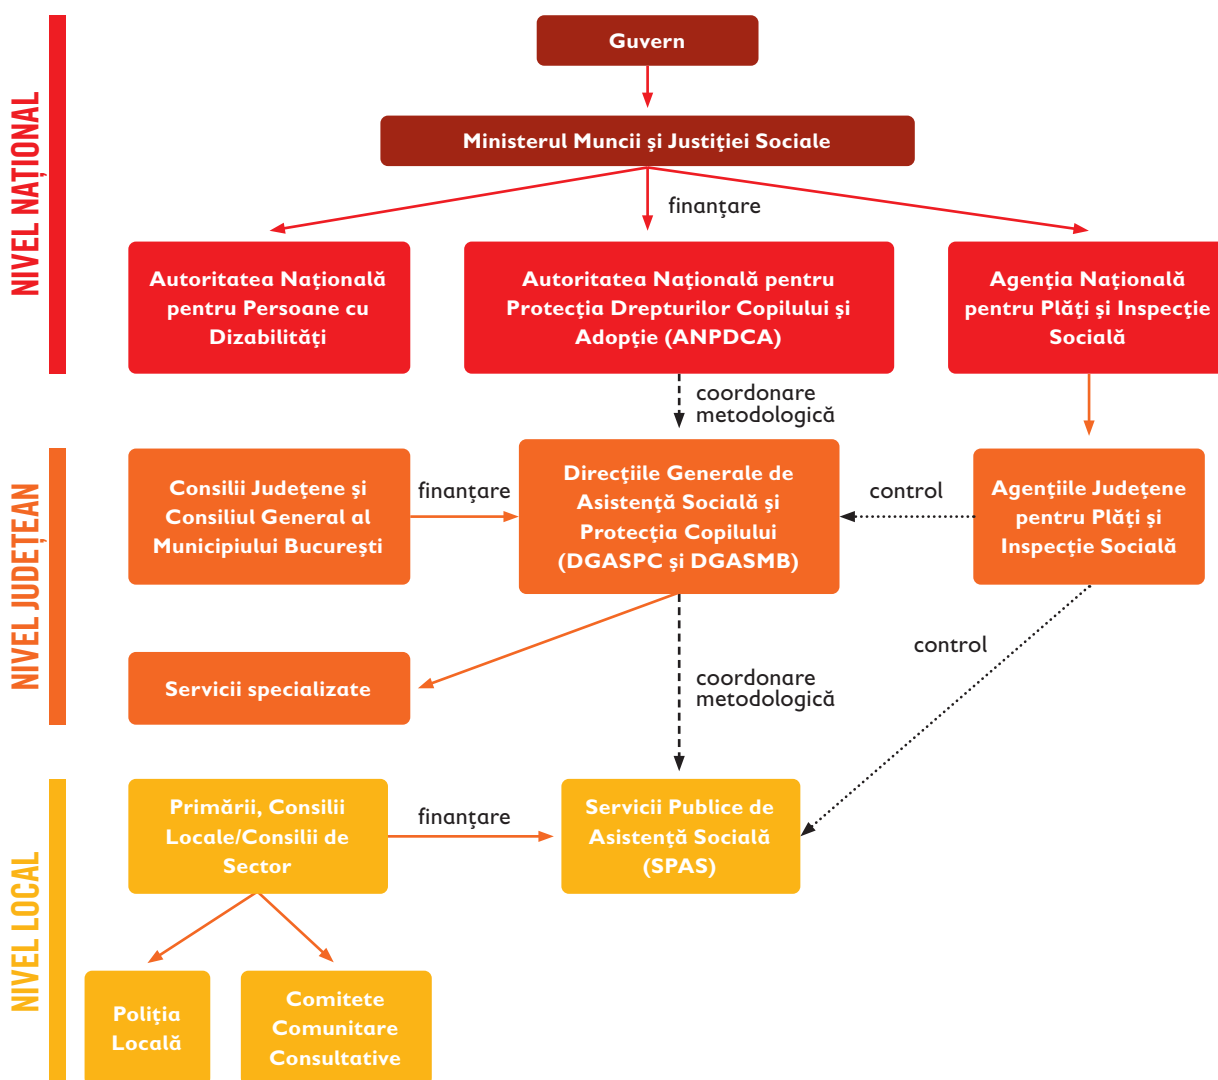 NIVEL NAȚIONAL
Guvern
Ministerul Muncii și Justiției Sociale
finanțare
Autoritatea Națională
pentru Persoane cu
Dizabilități
Autoritatea Națională pentru
Protecția Drepturilor Copilului și
Adopție (ANPDCA)
Agenția Națională
pentru Plăți și Inspecție
Socială
coordonare
metodologică
NIVEL JUDEȚEAN
Consilii Județene și
Consiliul General al
Municipiului București
finanțare
Direcțiile Generale de
Asistență Socială și
Protecția Copilului
(DGASPC și DGASMB)
control
Agențiile Județene
pentru Plăți și
Inspecție Socială
control
Servicii specializate
coordonare
metodologică
NIVEL LOCAL
Primării, Consilii
Locale/Consilii de
Sector
finanțare
Servicii Publice de
Asistență Socială
(SPAS)
Poliția
Locală
Comitete
Comunitare
Consultative